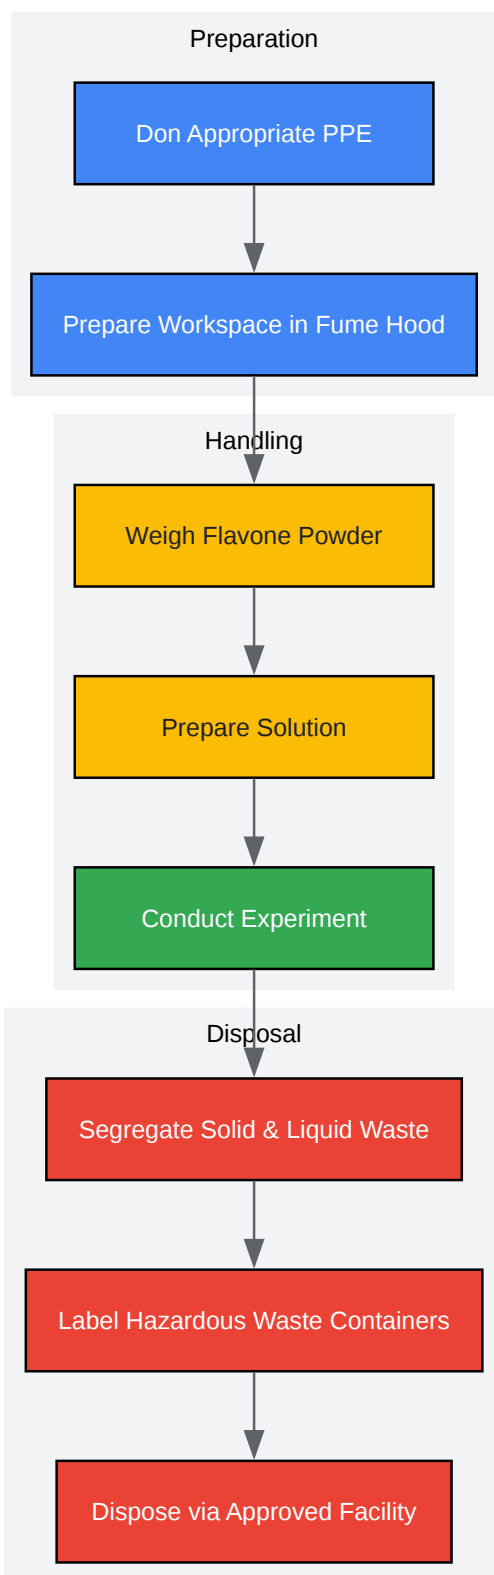 Preparation
Don Appropriate PPE
Prepare Workspace in Fume Hood
Handling
Weigh Flavone Powder
Prepare Solution
Conduct Experiment
Disposal
Segregate Solid & Liquid Waste
Label Hazardous Waste Containers
Dispose via Approved Facility